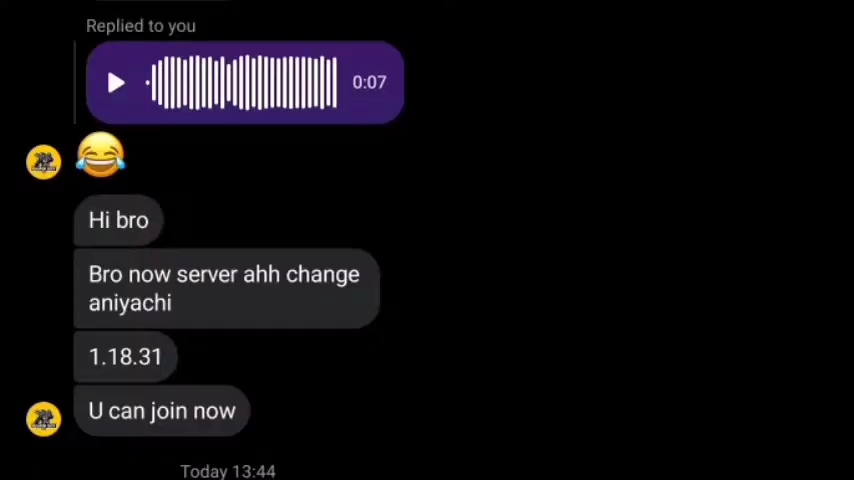 Replied to you
0:07
😂
Hi bro
Bro now server ahh change
aniyachi
1.18.31
U can join now
Today 13:44